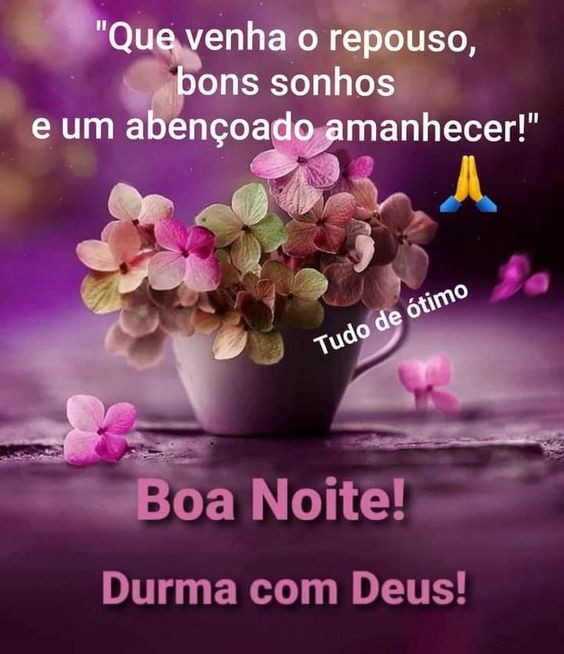 "Que venha o repouso,
bons sonhos
e um abençoado amanhecer!"
Tudo de ótimo
Boa Noite!
Durma com Deus!